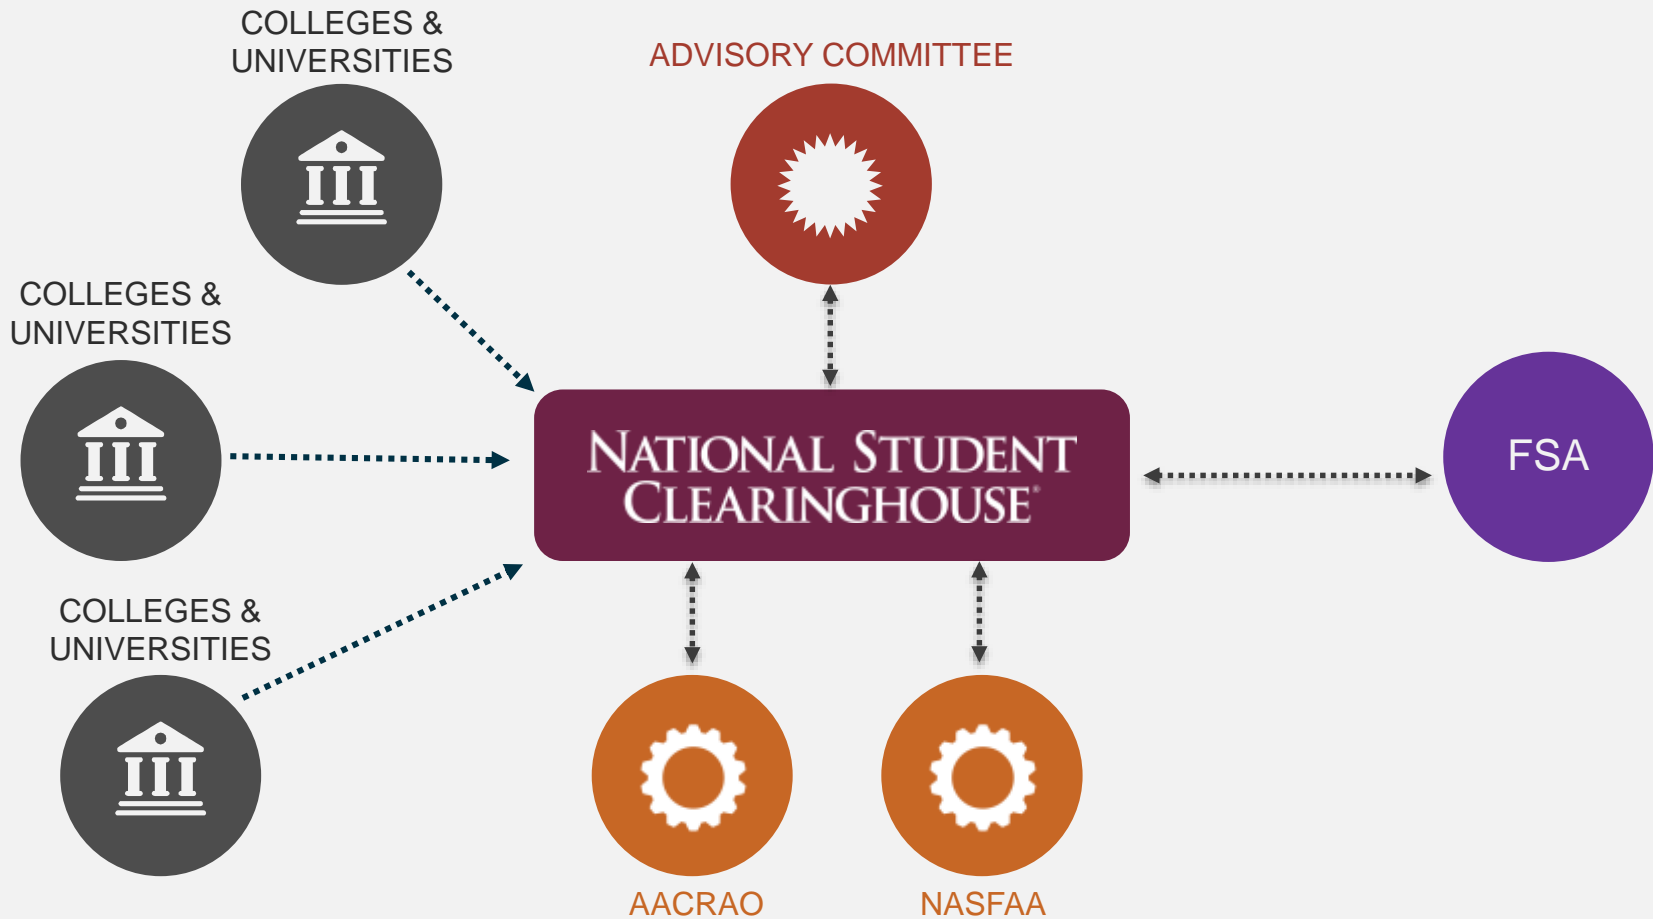 COLLEGES &
UNIVERSITIES
ADVISORY COMMITTEE
COLLEGES &
UNIVERSITIES
NATIONAL STUDENT
CLEARINGHOUSE®
FSA
COLLEGES &
UNIVERSITIES
AACRAO
NASFAA